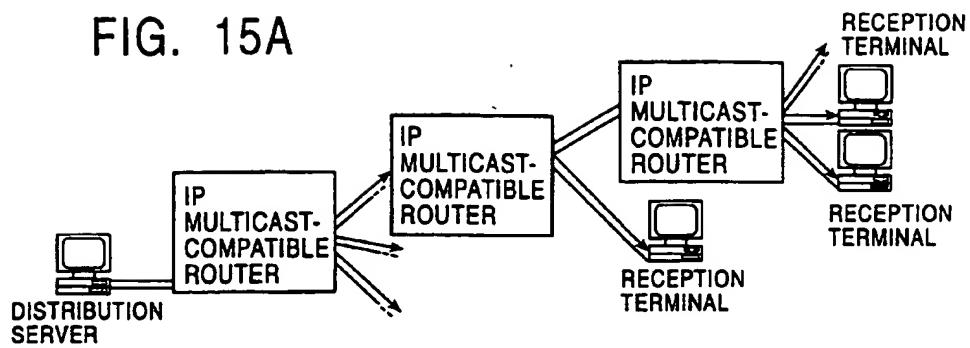 FIG. 15A
RECEPTION
TERMINAL
IP
MULTICAST-
COMPATIBLE
ROUTER
IP
MULTICAST-
COMPATIBLE
ROUTER
IP
MULTICAST-
COMPATIBLE
ROUTER
RECEPTION
TERMINAL
RECEPTION
TERMINAL
DISTRIBUTION
SERVER